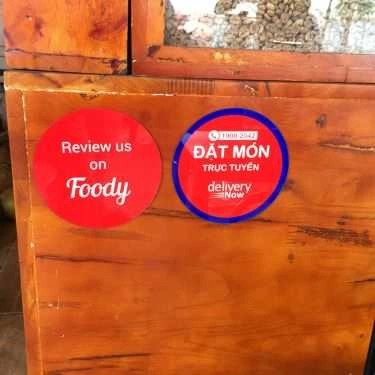 Review us
on
Foody
1900 2042
ĐẶT MÓN
TRỰC TUYẾN
delivery
Now